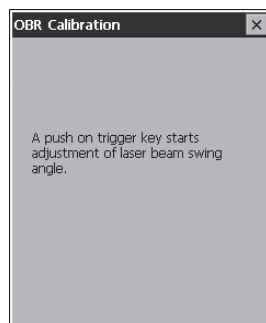 OBR Calibration
A push on trigger key starts
adjustment of laser beam swing
angle.